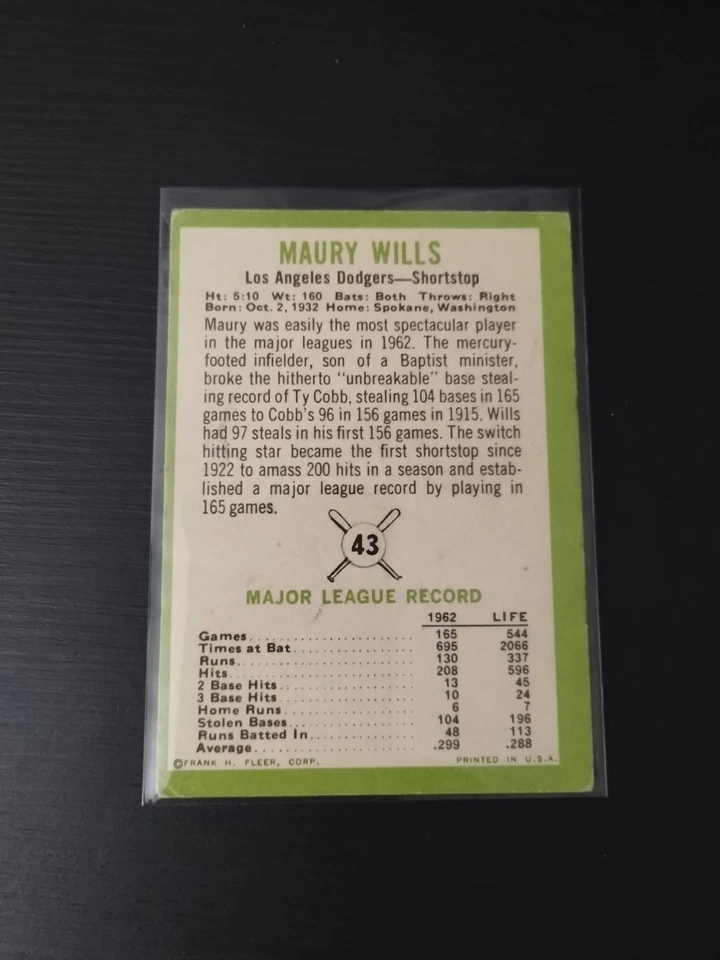 MAURY WILLS
Los Angeles Dodgers—Shortstop
Ht: 5:10 Wt: 160 Bats: Both Throws: Right
Born: Oct. 2, 1932 Home: Spokane, Washington
Maury was easily the most spectacular player
in the major leagues in 1962. The mercury-
footed infielder, son of a Baptist minister,
broke the hitherto "unbreakable" base steal-
ing record of Ty Cobb, stealing 104 bases in 165
games to Cobb's 96 in 156 games in 1915. Wills
had 97 steals in his first 156 games. The switch
hitting star became the first shortstop since
1922 to amass 200 hits in a season and estab-
lished a major league record by playing in
165 games.
43
MAJOR LEAGUE RECORD
1962 LIFE
Games 165 544
Times at Bat 695 2066
Runs 130 337
Hits 208 596
2 Base Hits 13 45
3 Base Hits 10 24
Home Runs 6 7
Stolen Bases 104 196
Runs Batted In 48 113
Average .299 .288
©FRANK H. FLEER, CORP. PRINTED IN U.S.A.